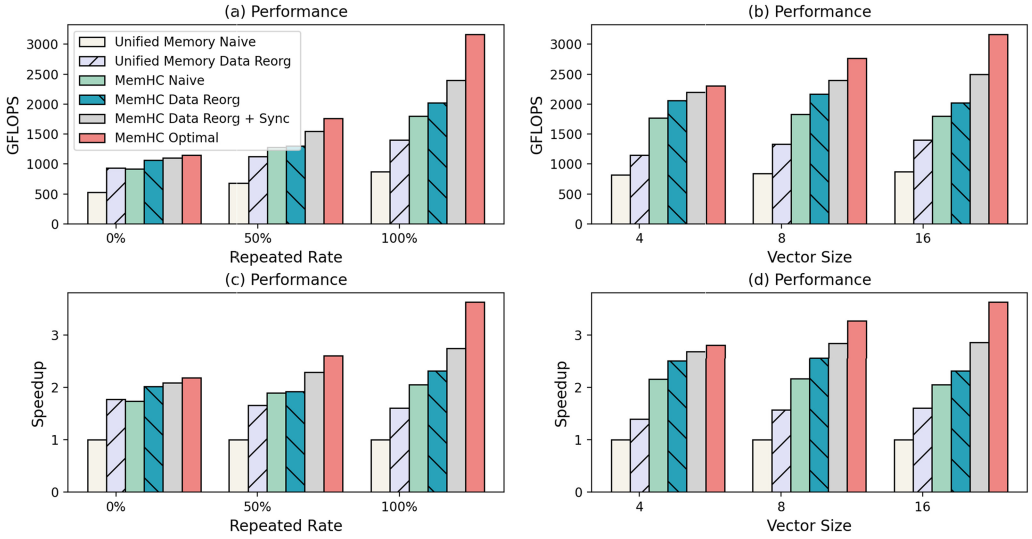 (a) Performance
GFLOPS
3000
2500
2000
1500
1000
500
0
Unified Memory Naive
Unified Memory Data Reorg
MemHC Naive
MemHC Data Reorg
MemHC Data Reorg + Sync
MemHC Optimal
0% 50% 100%
Repeated Rate
(b) Performance
GFLOPS
3000
2500
2000
1500
1000
500
0
4 8 16
Vector Size
(c) Performance
Speedup
3
2
1
0
0% 50% 100%
Repeated Rate
(d) Performance
Speedup
3
2
1
0
4 8 16
Vector Size